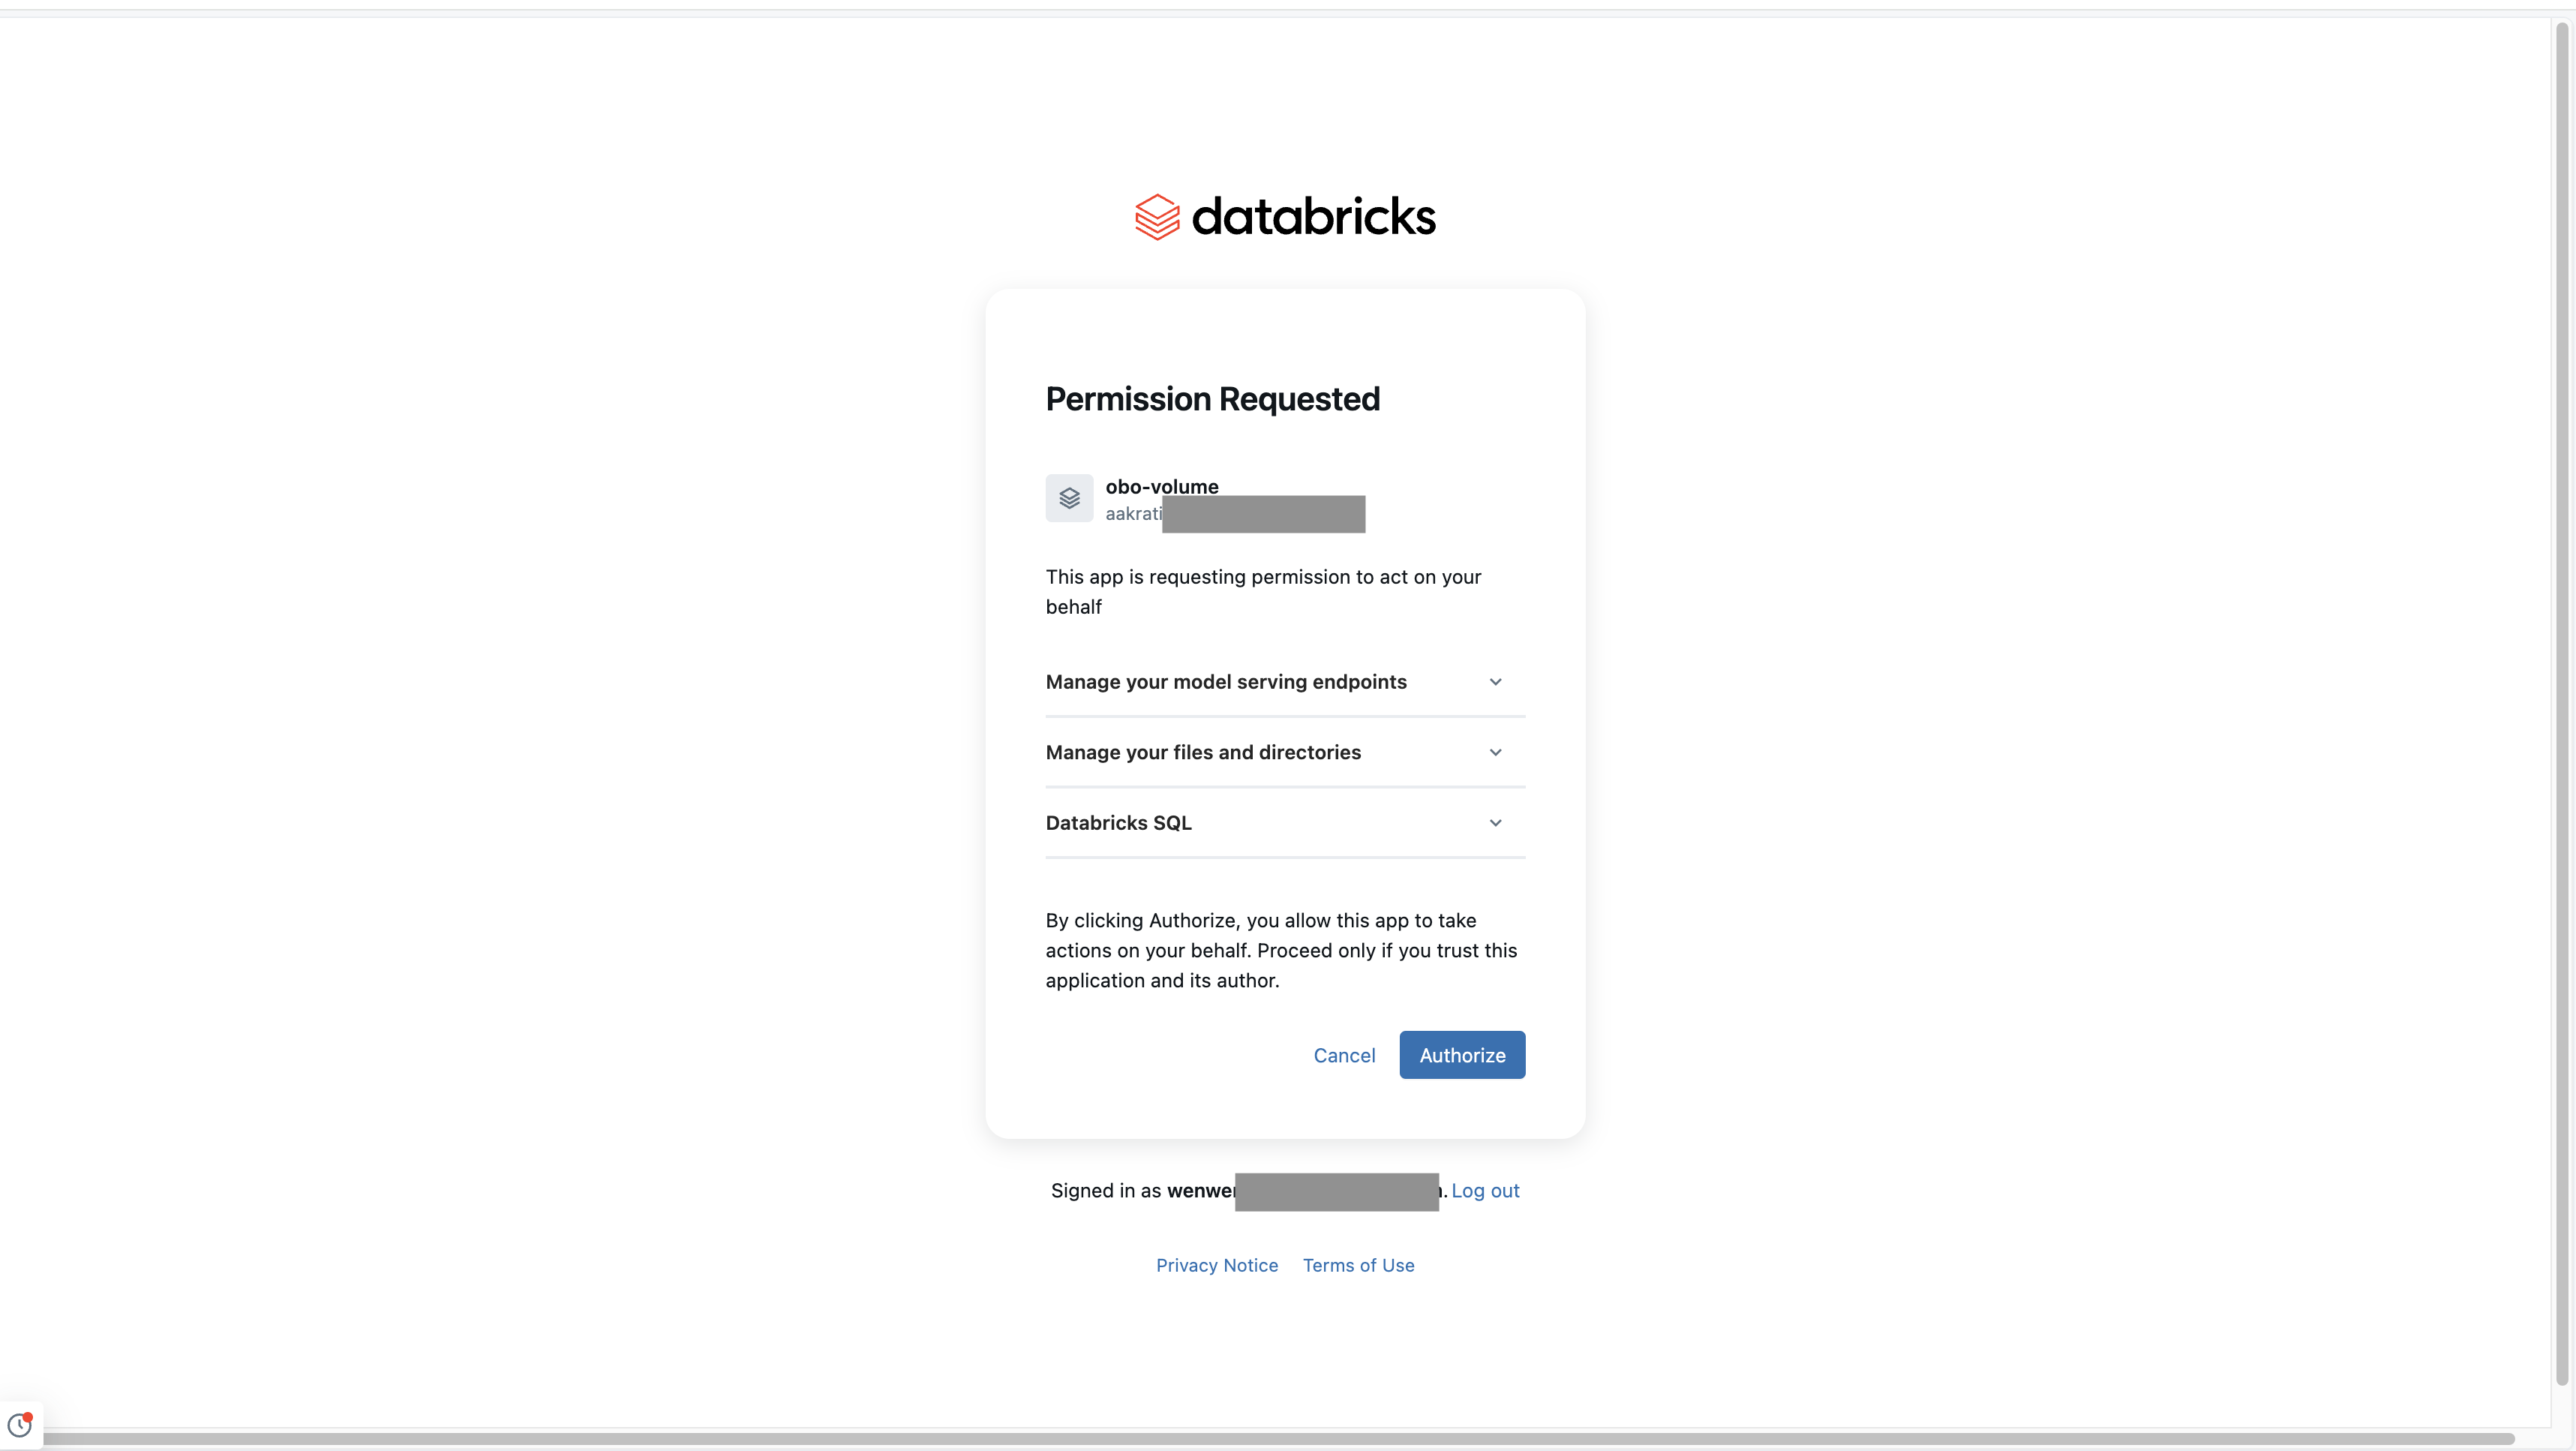 databricks
Permission Requested
obo-volume
aakrati
This app is requesting permission to act on your
behalf
Manage your model serving endpoints
Manage your files and directories
Databricks SQL
By clicking Authorize, you allow this app to take
actions on your behalf. Proceed only if you trust this
application and its author.
Cancel Authorize
Signed in as . Log out
Privacy Notice Terms of Use